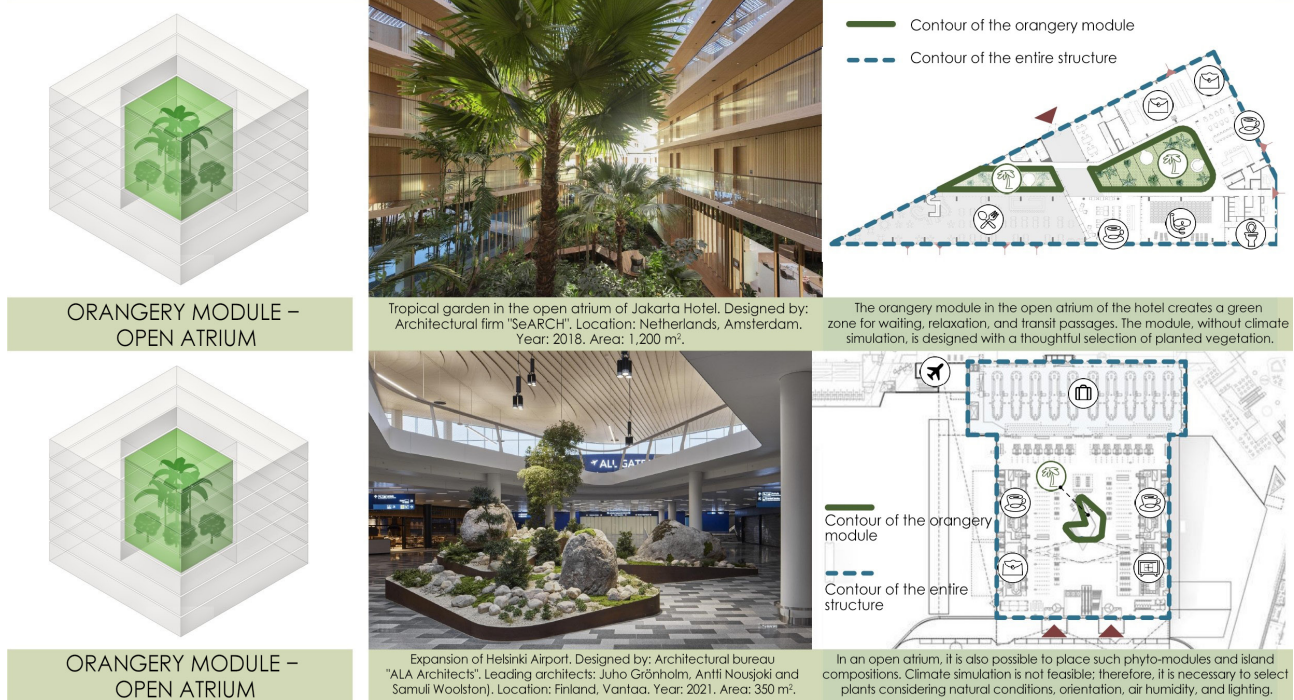 Contour of the orangery module
Contour of the entire structure
ORANGERY MODULE –
OPEN ATRIUM
Tropical garden in the open atrium of Jakarta Hotel. Designed by:
Architectural firm "SeARCH". Location: Netherlands, Amsterdam.
Year: 2018. Area: 1,200 m².
The orangery module in the open atrium of the hotel creates a green
zone for waiting, relaxation, and transit passages. The module, without climate
simulation, is designed with a thoughtful selection of planted vegetation.
ALL GATE
Contour of the orangery
module
Contour of the entire
structure
ORANGERY MODULE –
OPEN ATRIUM
Expansion of Helsinki Airport. Designed by: Architectural bureau
"ALA Architects". Leading architects: Juho Grönholm, Antti Nousjoki and
Samuli Woolston). Location: Finland, Vantaa. Year: 2021. Area: 350 m².
In an open atrium, it is also possible to place such phyto-modules and island
compositions. Climate simulation is not feasible; therefore, it is necessary to select
plants considering natural conditions, orientation, air humidity, and lighting.